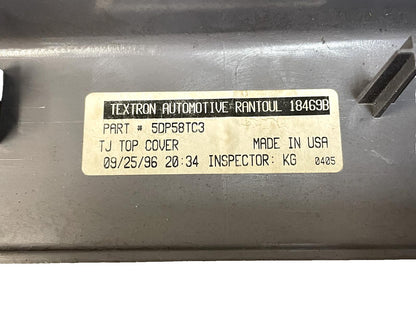 TEXTRON AUTOMOTIVE-RANTOUL 18469B
PART # 5DP58TC3
TJ TOP COVER MADE IN USA
09/25/96 20:34 INSPECTOR: KG 0405